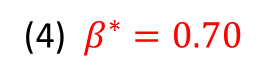 (4) β* = 0.70